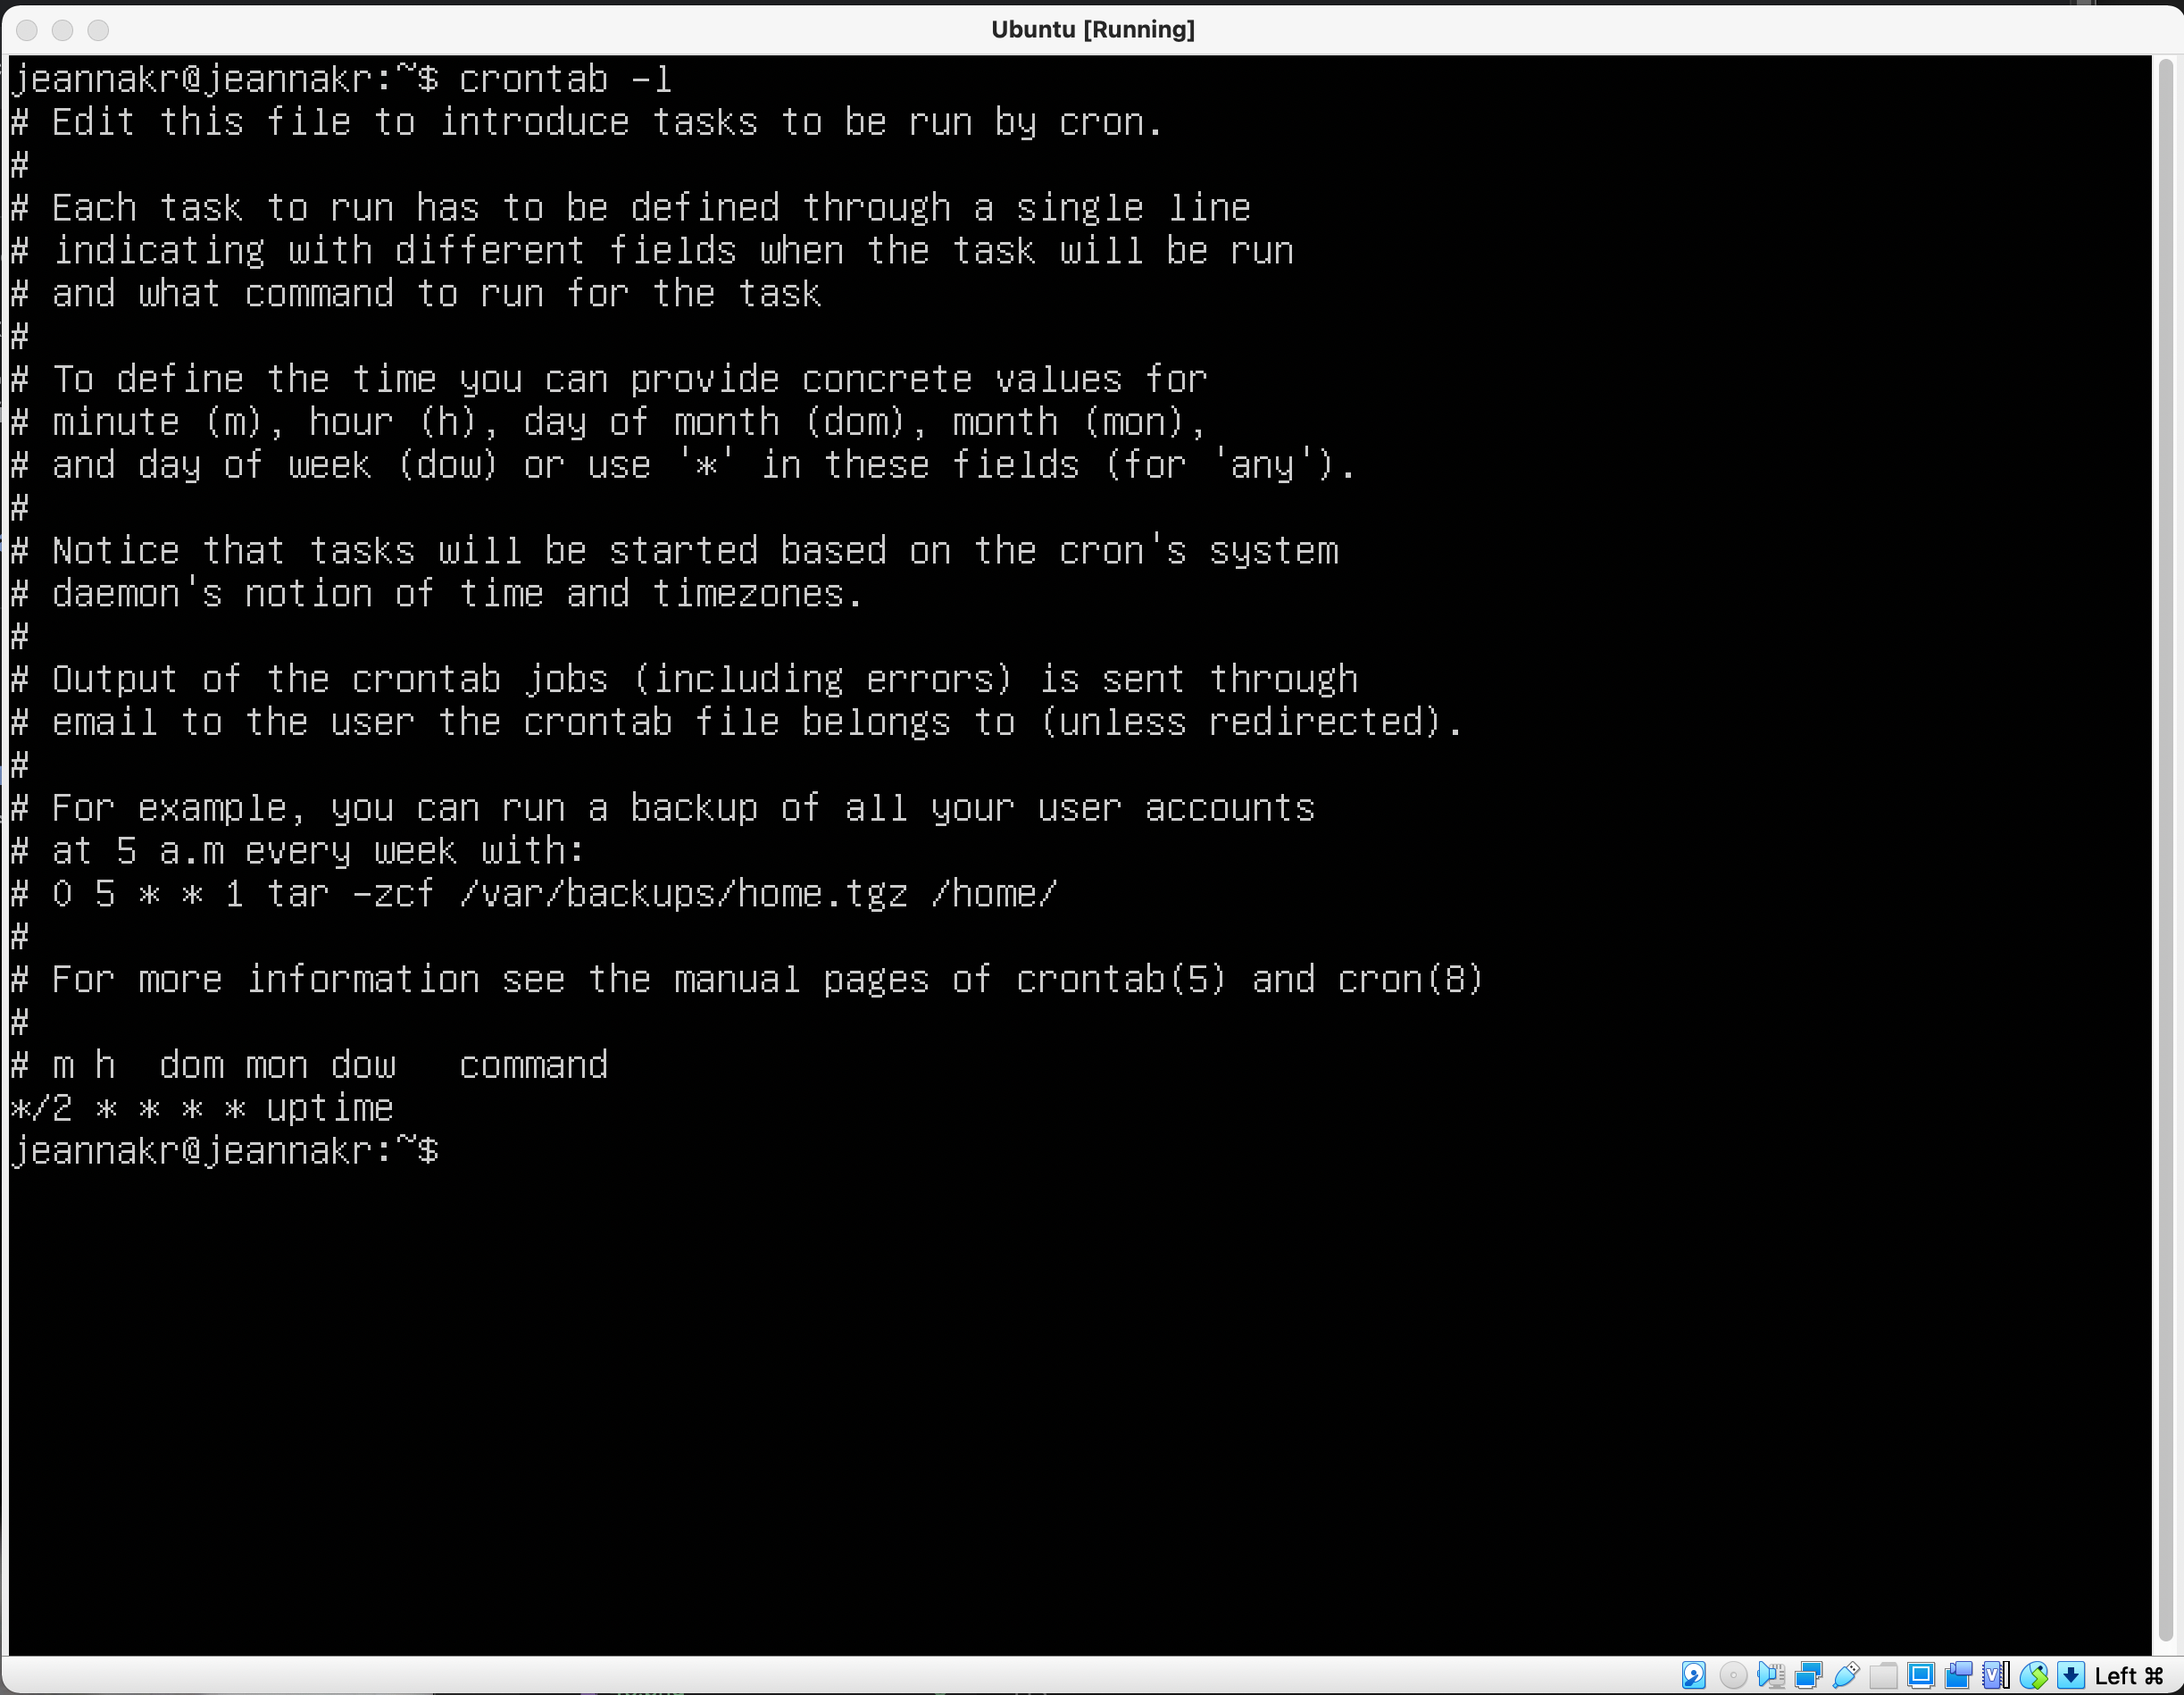 Ubuntu [Running]
jeannakr@jeannakr:~$ crontab -l
# Edit this file to introduce tasks to be run by cron.
#
# Each task to run has to be defined through a single line
# indicating with different fields when the task will be run
# and what command to run for the task
#
# To define the time you can provide concrete values for
# minute (m), hour (h), day of month (dom), month (mon),
# and day of week (dow) or use '*' in these fields (for 'any').
#
# Notice that tasks will be started based on the cron's system
# daemon's notion of time and timezones.
#
# Output of the crontab jobs (including errors) is sent through
# email to the user the crontab file belongs to (unless redirected).
#
# For example, you can run a backup of all your user accounts
# at 5 a.m every week with:
# 0 5 * * 1 tar -zcf /var/backups/home.tgz /home/
#
# For more information see the manual pages of crontab(5) and cron(8)
#
# m h  dom mon dow   command
*/2 * * * * uptime
jeannakr@jeannakr:~$
Left ⌘